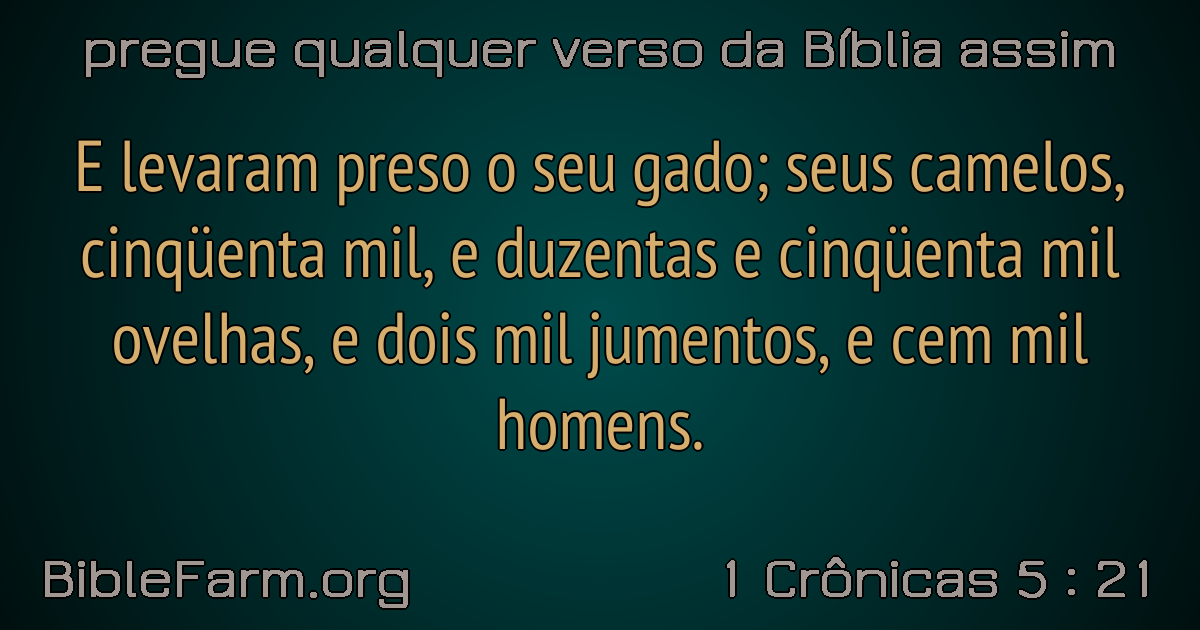 pregue qualquer verso da Bíblia assim
E levaram preso o seu gado; seus camelos,
cinqüenta mil, e duzentas e cinqüenta mil
ovelhas, e dois mil jumentos, e cem mil
homens.
BibleFarm.org
1 Crônicas 5 : 21